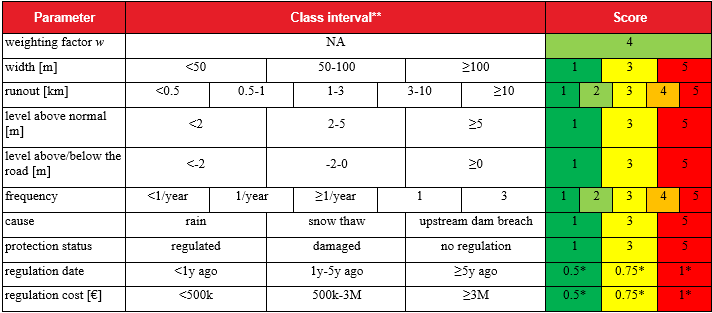 Parameter Class interval** Score
weighting factor w NA 4
width [m] <50 50-100 ≥100 1 3 5
runout [km] <0.5 0.5-1 1-3 3-10 ≥10 1 2 3 4 5
level above normal
[m] <2 2-5 ≥5 1 3 5
level above/below the
road [m] <-2 -2-0 ≥0 1 3 5
frequency <1/year 1/year ≥1/year 1 3 1 2 3 4 5
cause rain snow thaw upstream dam breach 1 3 5
protection status regulated damaged no regulation 1 3 5
regulation date <1y ago 1y-5y ago ≥5y ago 0.5* 0.75* 1*
regulation cost [€] <500k 500k-3M ≥3M 0.5* 0.75* 1*